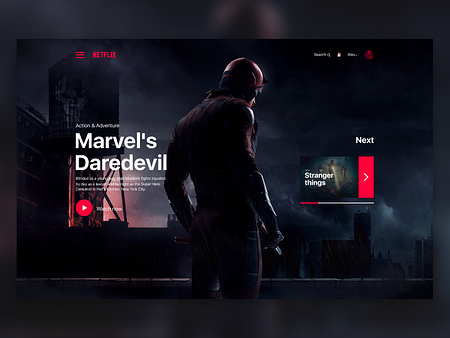 NETFLIX
Search
Alex
Action & Adventure
Marvel's
Daredevil
Blinded as a young boy, Matt Murdock fights injustice
by day as a lawyer and by night as the Super Hero
Daredevil in Hell's Kitchen, New York City.
Watch now
Next
Stranger
things